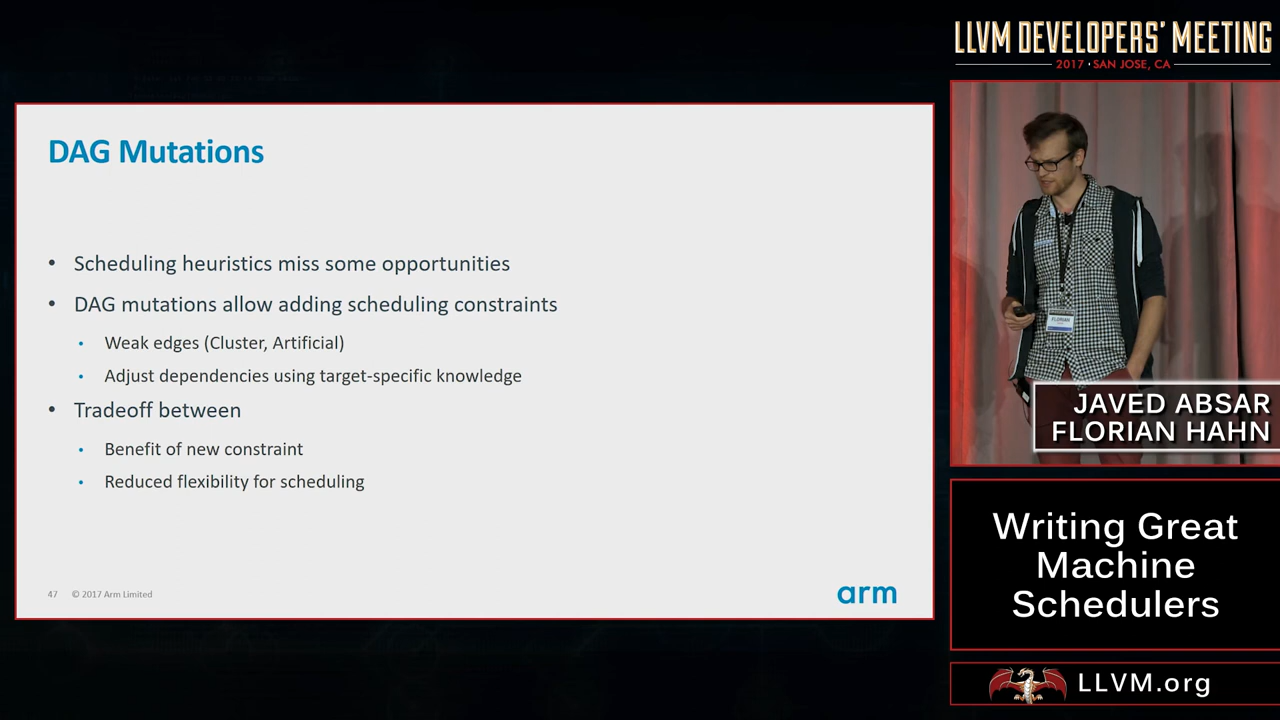 LLVM DEVELOPERS' MEETING
2017 • SAN JOSE, CA
DAG Mutations
• Scheduling heuristics miss some opportunities
• DAG mutations allow adding scheduling constraints
• Weak edges (Cluster, Artificial)
• Adjust dependencies using target-specific knowledge
• Tradeoff between
• Benefit of new constraint
• Reduced flexibility for scheduling
47 © 2017 Arm Limited
arm
FLORIAN
JAVED ABSAR
FLORIAN HAHN
Writing Great
Machine
Schedulers
LLVM.org